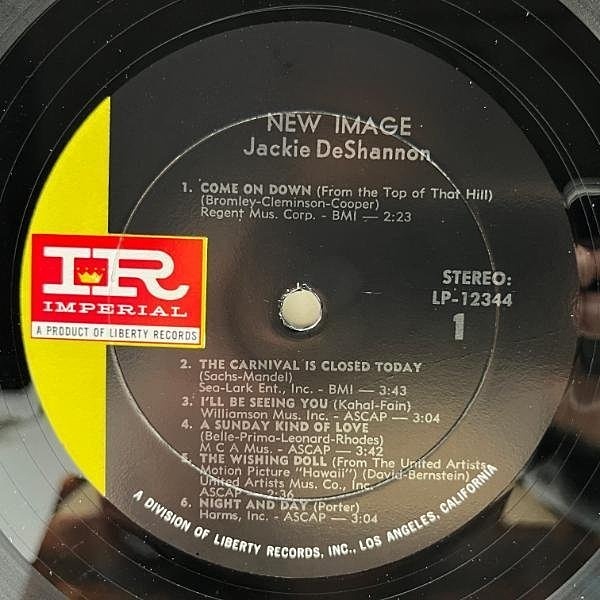 NEW IMAGE
Jackie DeShannon
1. COME ON DOWN (From the Top of That Hill)
(Bromley-Cleminson-Cooper)
Regent Mus. Corp. - BMI — 2:23
IR
IMPERIAL
A PRODUCT OF LIBERTY RECORDS
STEREO:
LP-12344
1
2. THE CARNIVAL IS CLOSED TODAY
(Sachs-Mandel)
Sea-Lark Ent., Inc. - BMI — 3:43
3. I'LL BE SEEING YOU (Kahal-Fain)
Williamson Mus. Inc. - ASCAP — 3:04
4. A SUNDAY KIND OF LOVE
(Belle-Prima-Leonard-Rhodes)
M C A Mus. - ASCAP — 3:42
5. THE WISHING DOLL (From The United Artists
Motion Picture "Hawaii") (David-Bernstein)
United Artists Mus. Co., Inc.
ASCAP — 2:36
6. NIGHT AND DAY (Porter)
Harms, Inc. - ASCAP — 3:04
A DIVISION OF LIBERTY RECORDS, INC., LOS ANGELES, CALIFORNIA